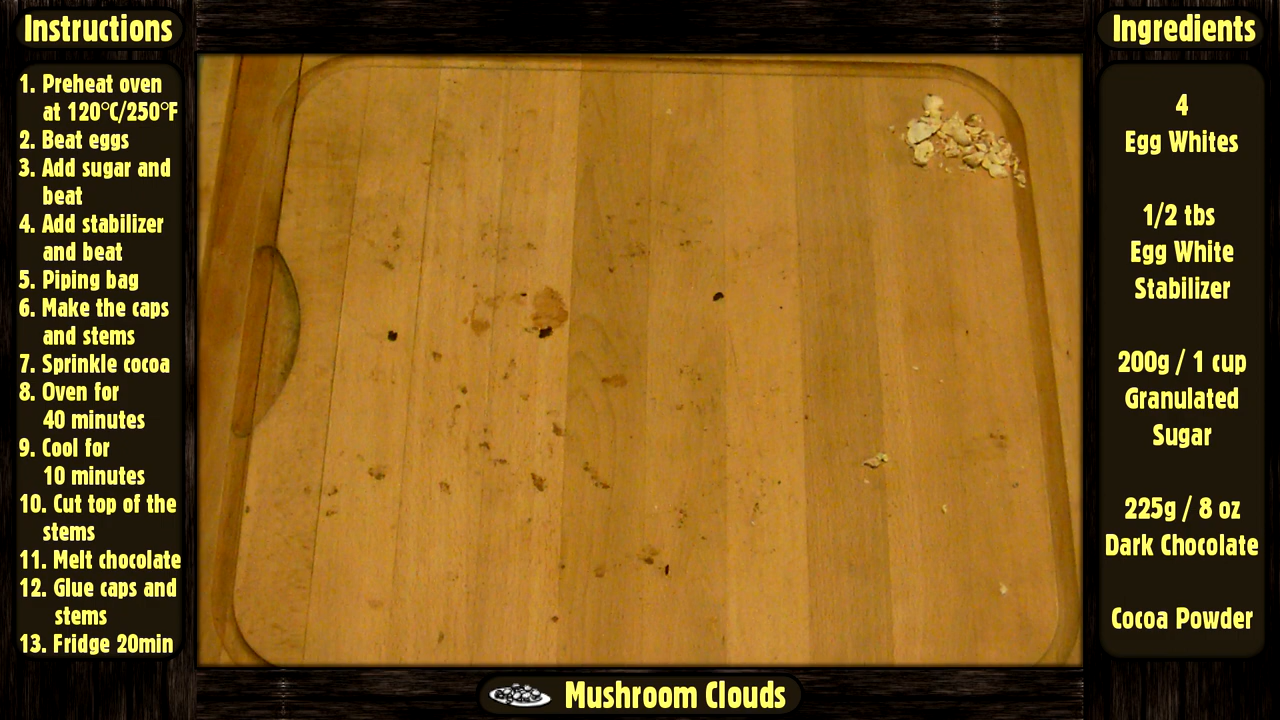 Instructions
1. Preheat oven
at 120°C/250°F
2. Beat eggs
3. Add sugar and
beat
4. Add stabilizer
and beat
5. Piping bag
6. Make the caps
and stems
7. Sprinkle cocoa
8. Oven for
40 minutes
9. Cool for
10 minutes
10. Cut top of the
stems
11. Melt chocolate
12. Glue caps and
stems
13. Fridge 20min
Ingredients
4
Egg Whites
1/2 tbs
Egg White
Stabilizer
200g / 1 cup
Granulated
Sugar
225g / 8 oz
Dark Chocolate
Cocoa Powder
Mushroom Clouds